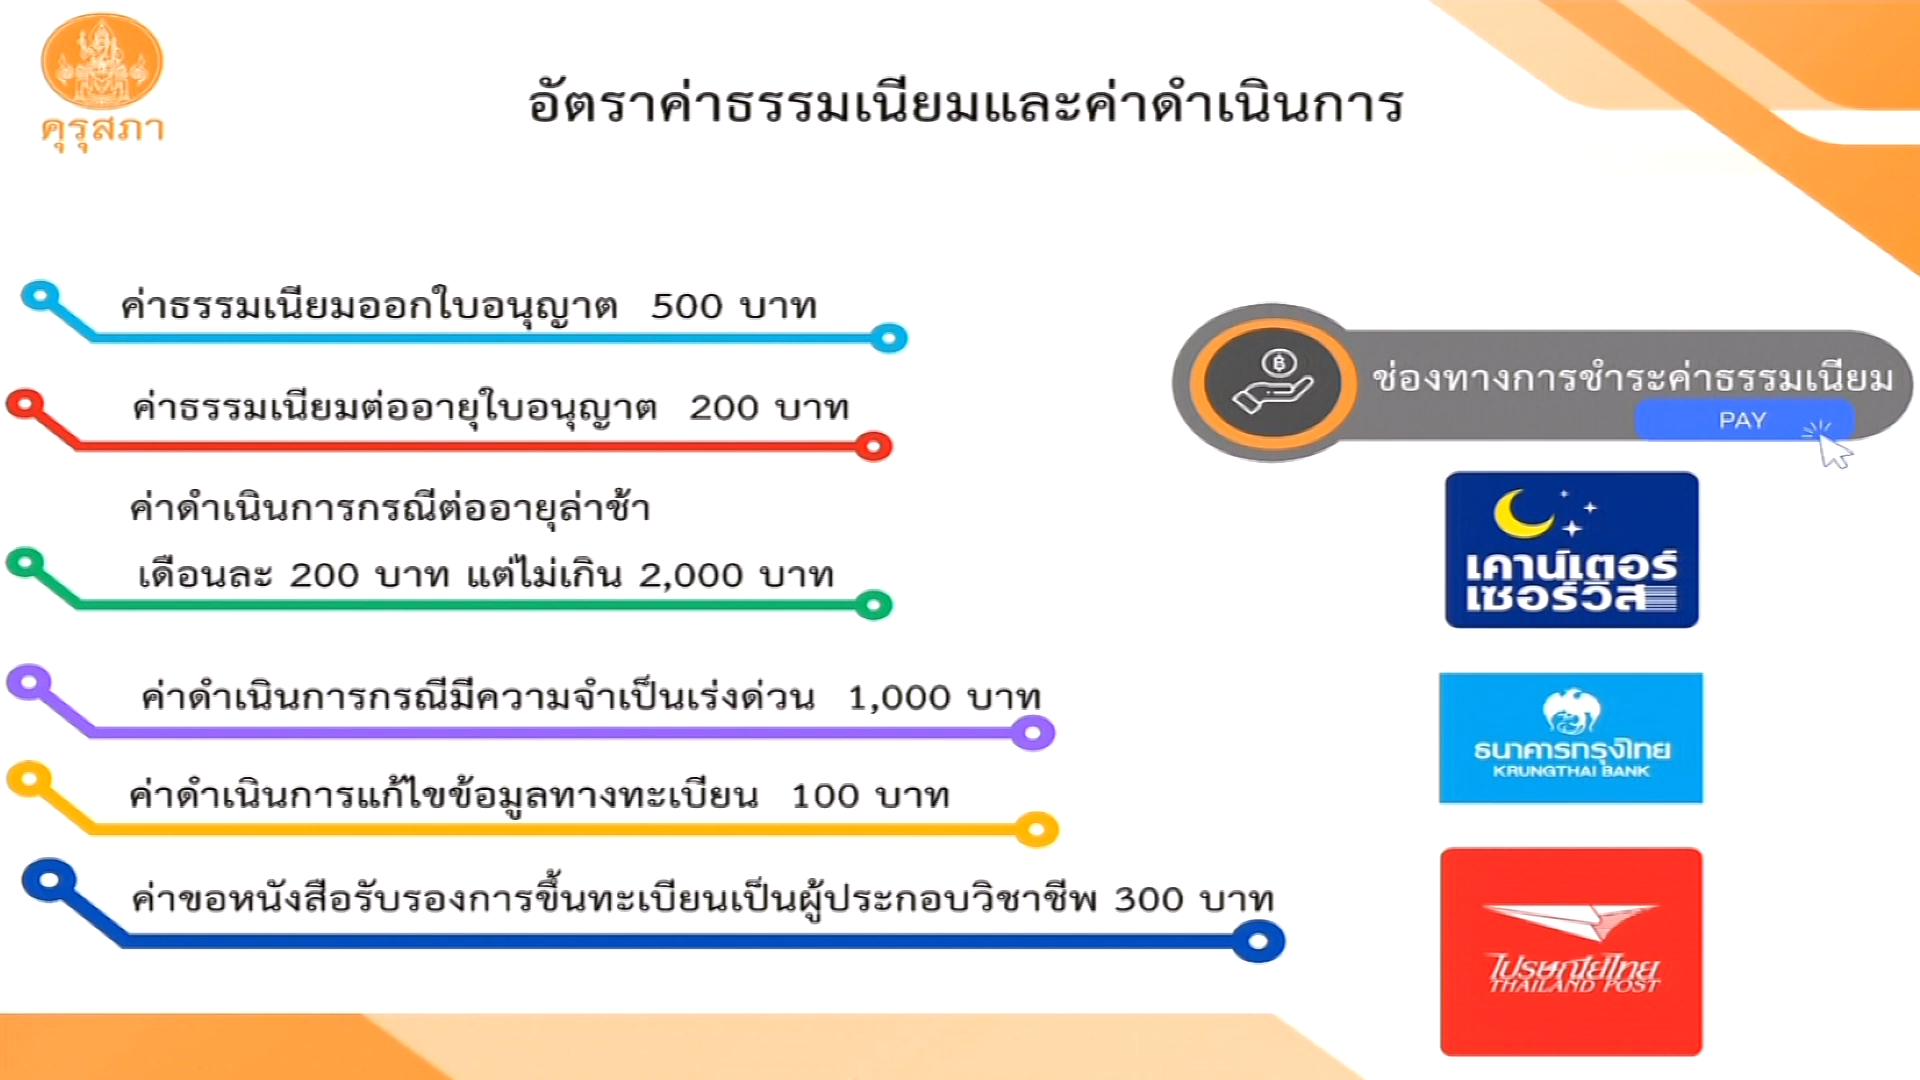 คุรุสภา
อัตราค่าธรรมเนียมและค่าดำเนินการ
ค่าธรรมเนียมออกใบอนุญาต 500 บาท
ค่าธรรมเนียมต่ออายุใบอนุญาต 200 บาท
ค่าดำเนินการกรณีต่ออายุล่าช้า
เดือนละ 200 บาท แต่ไม่เกิน 2,000 บาท
ค่าดำเนินการกรณีมีความจำเป็นเร่งด่วน 1,000 บาท
ค่าดำเนินการแก้ไขข้อมูลทางทะเบียน 100 บาท
ค่าขอหนังสือรับรองการขึ้นทะเบียนเป็นผู้ประกอบวิชาชีพ 300 บาท
฿
ช่องทางการชำระค่าธรรมเนียม
PAY
เคาน์เตอร์
เซอร์วิส
ธนาคารกรุงไทย
KRUNGTHAI BANK
ไปรษณีย์ไทย
THAILAND POST